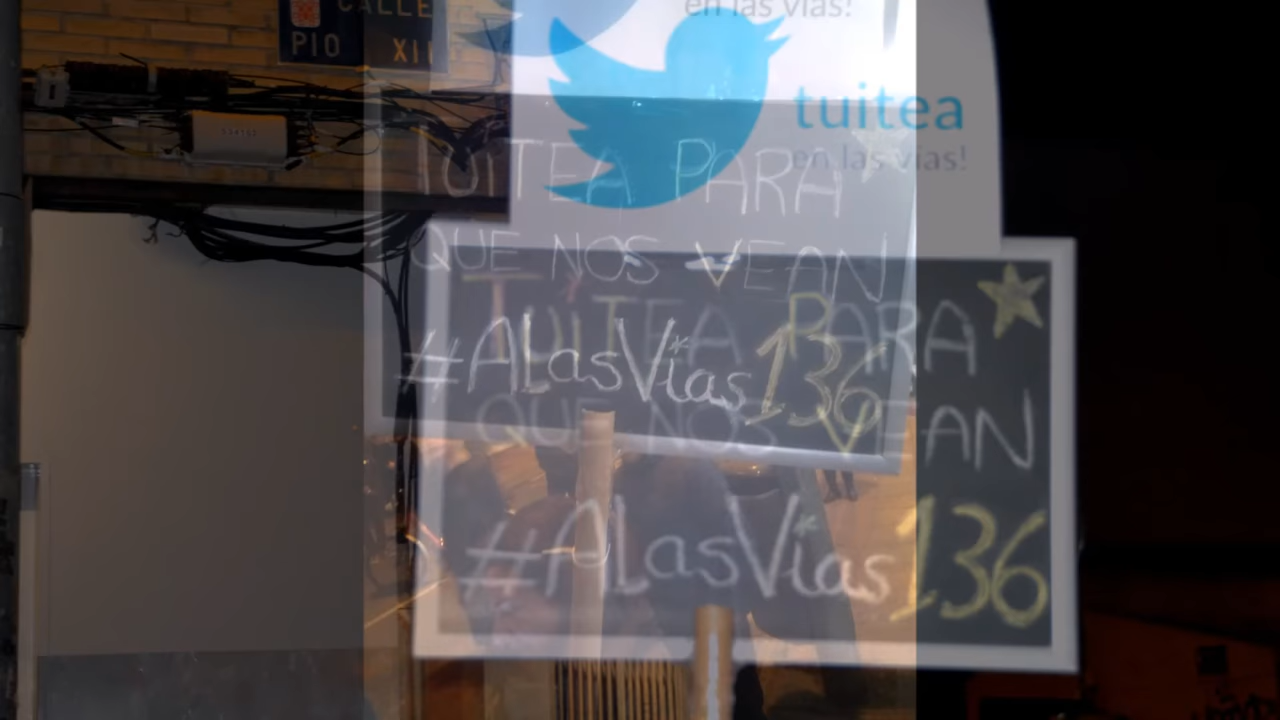 CALLE
PIO XII
en las vías!
tuitea
en las vías!
TUITEA PARA
QUE NOS VEAN
#ALasVías136
TUITEA PARA
QUE NOS VEAN
#ALasVías136